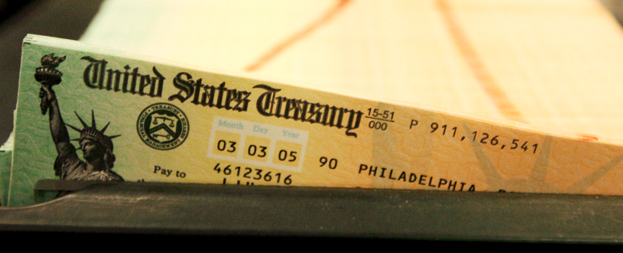 United States Treasury 15-51 000 P 911,126,541
Month Day Year
03 03 05 90 PHILADELPHIA,
Pay to 46123616